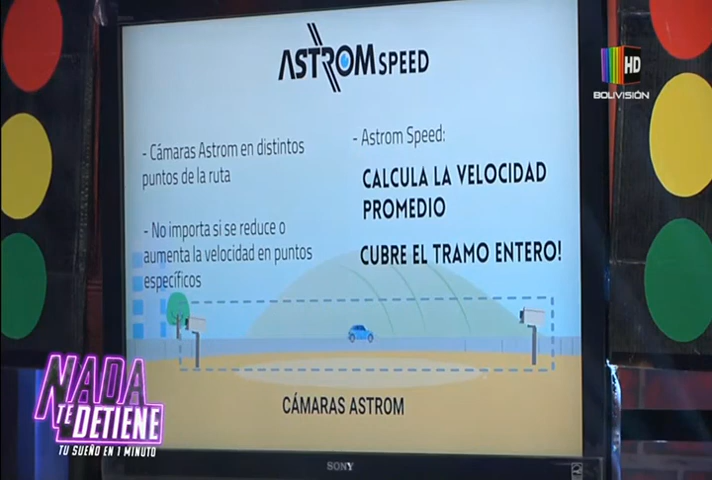 ASTROM SPEED
- Cámaras Astrom en distintos
puntos de la ruta
- No importa si se reduce o
aumenta la velocidad en puntos
específicos
- Astrom Speed:
CALCULA LA VELOCIDAD
PROMEDIO
CUBRE EL TRAMO ENTERO!
CÁMARAS ASTROM
HD
BOLIVISIÓN
NADA
TE
DETIENE
TU SUEÑO EN 1 MINUTO
SONY